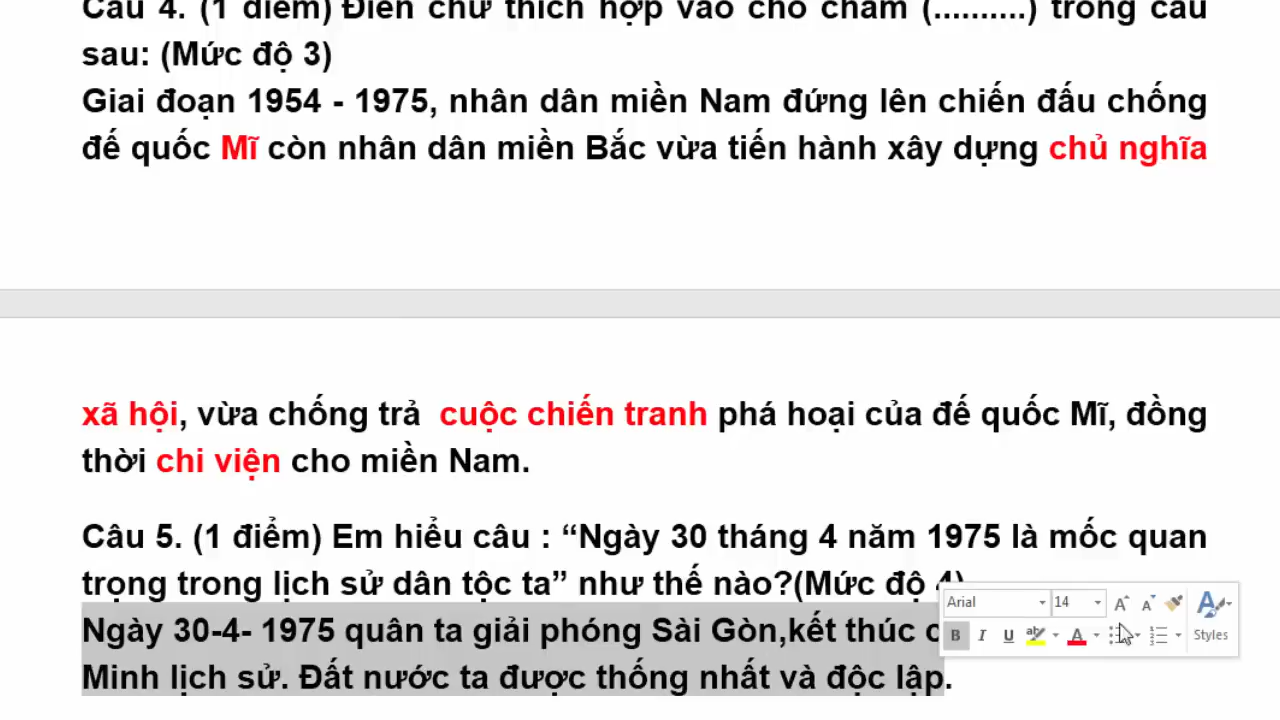 Câu 4. (1 điểm) Điền chữ thích hợp vào chỗ chấm (..........) trong câu
sau: (Mức độ 3)
Giai đoạn 1954 - 1975, nhân dân miền Nam đứng lên chiến đấu chống
đế quốc Mĩ còn nhân dân miền Bắc vừa tiến hành xây dựng chủ nghĩa
xã hội, vừa chống trả cuộc chiến tranh phá hoại của đế quốc Mĩ, đồng
thời chi viện cho miền Nam.
Câu 5. (1 điểm) Em hiểu câu : “Ngày 30 tháng 4 năm 1975 là mốc quan
trọng trong lịch sử dân tộc ta” như thế nào?(Mức độ 4)
Ngày 30-4- 1975 quân ta giải phóng Sài Gòn,kết thúc
Minh lịch sử. Đất nước ta được thống nhất và độc lập.
Arial 14
B I U ab A Styles